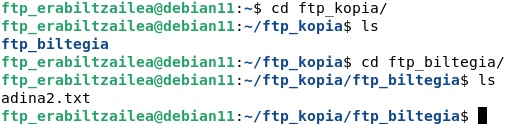 ftp_erabiltzailea@debian11:~$ cd ftp_kopia/
ftp_erabiltzailea@debian11:~/ftp_kopia$ ls
ftp_biltegia
ftp_erabiltzailea@debian11:~/ftp_kopia$ cd ftp_biltegia/
ftp_erabiltzailea@debian11:~/ftp_kopia/ftp_biltegia$ ls
adina2.txt
ftp_erabiltzailea@debian11:~/ftp_kopia/ftp_biltegia$